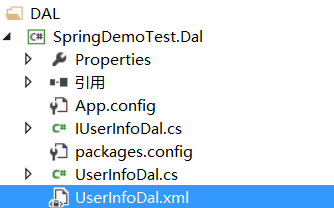 DAL
SpringDemoTest.Dal
Properties
引用
App.config
IUserInfoDal.cs
packages.config
UserInfoDal.cs
UserInfoDal.xml